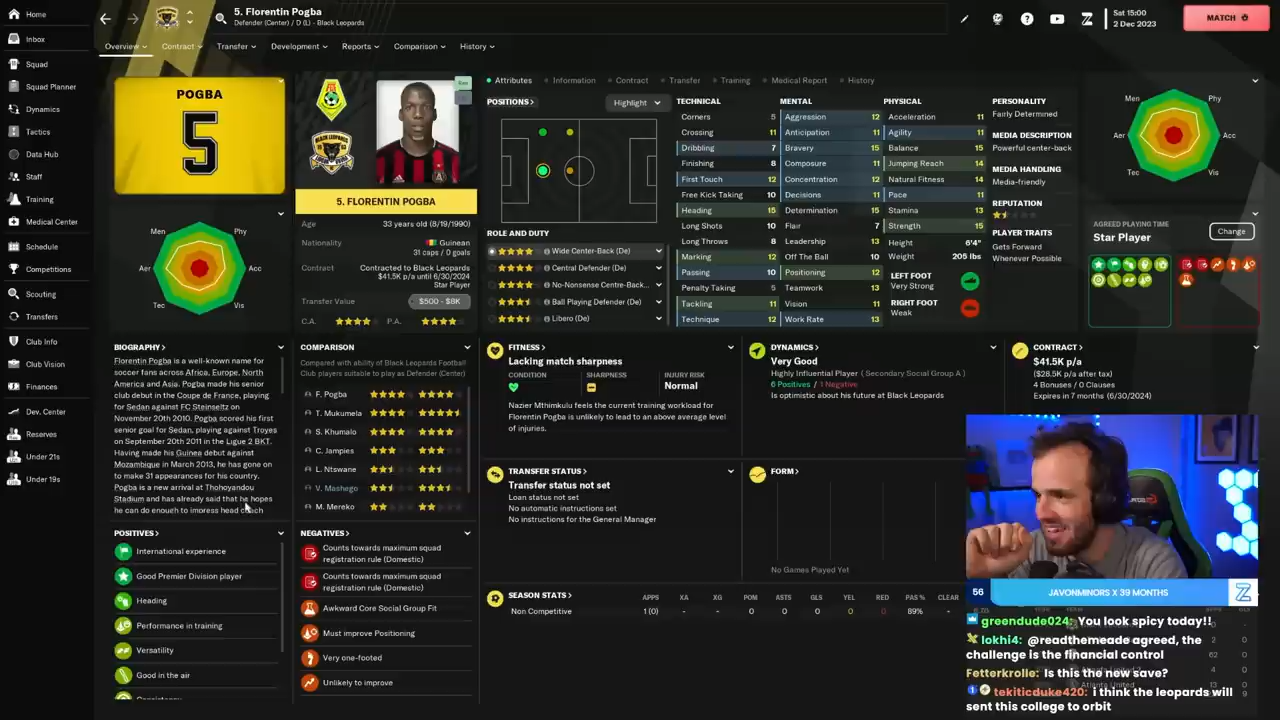 Home
Inbox
Squad
Squad Planner
Dynamics
Tactics
Data Hub
Staff
Training
Medical Center
Schedule
Competitions
Scouting
Transfers
Club Info
Club Vision
Finances
Dev. Center
Reserves
Under 21s
Under 19s
5. Florentin Pogba
Defender (Center) / D (L) - Black Leopards
Sat 15:00
2 Dec 2023
MATCH
Overview
Contract
Transfer
Development
Reports
Comparison
History
POGBA
5
BLACK LEOPARDS
5. FLORENTIN POGBA
Age 33 years old (8/19/1990)
Nationality Guinean
31 caps / 0 goals
Contract Contracted to Black Leopards
$41.5K p/a until 6/30/2024
Star Player
Transfer Value $500 - $8K
C.A. P.A.
Men Phy
Aer Acc
Tec Vis
Attributes Information Contract Transfer Training Medical Report History
POSITIONS>
Highlight
ROLE AND DUTY
Wide Center-Back (De)
Central Defender (De)
No-Nonsense Centre-Back...
Ball Playing Defender (De)
Libero (De)
TECHNICAL
Corners 5
Crossing 11
Dribbling 7
Finishing 8
First Touch 12
Free Kick Taking 10
Heading 15
Long Shots 10
Long Throws 8
Marking 12
Passing 10
Penalty Taking 5
Tackling 11
Technique 12
MENTAL
Aggression 12
Anticipation 11
Bravery 15
Composure 11
Concentration 12
Decisions 11
Determination 15
Flair 7
Leadership 13
Off The Ball 10
Positioning 12
Teamwork 13
Vision 11
Work Rate 13
PHYSICAL
Acceleration 11
Agility 11
Balance 15
Jumping Reach 14
Natural Fitness 14
Pace 11
Stamina 13
Strength 15
Height 6'4"
Weight 205 lbs
LEFT FOOT
Very Strong
RIGHT FOOT
Weak
PERSONALITY
Fairly Determined
MEDIA DESCRIPTION
Powerful center-back
MEDIA HANDLING
Media-friendly
REPUTATION
PLAYER TRAITS
Gets Forward
Whenever Possible
Men Phy
Aer Acc
Tec Vis
AGREED PLAYING TIME
Star Player
Change
BIOGRAPHY>
Florentin Pogba is a well-known name for
soccer fans across Africa, Europe, North
America and Asia. Pogba made his senior
club debut in the Coupe de France, playing
for Sedan against FC Steinseltz on
November 20th 2010. Pogba scored his first
senior goal for Sedan, playing against Troyes
on September 20th 2011 in the Ligue 2 BKT.
Having made his Guinea debut against
Mozambique in March 2013, he has gone on
to make 31 appearances for his country.
Pogba is a new arrival at Thohoyandou
Stadium and has already said that he hopes
he can do enough to impress head coach
COMPARISON
Compared with ability of Black Leopards Football
Club players suitable to play as Defender (Center)
F. Pogba
T. Mukumela
S. Khumalo
C. Jampies
L. Ntswane
V. Mashego
M. Mereko
FITNESS>
Lacking match sharpness
CONDITION SHARPNESS INJURY RISK
Normal
Nazier Mthimkulu feels the current training workload for
Florentin Pogba is unlikely to lead to an above average level
of injuries.
DYNAMICS>
Very Good
Highly Influential Player ( Secondary Social Group A )
6 Positives / 1 Negative
Is optimistic about his future at Black Leopards
CONTRACT>
$41.5K p/a
($28.5K p/a after tax)
4 Bonuses / 0 Clauses
Expires in 7 months (6/30/2024)
TRANSFER STATUS>
Transfer status not set
Loan status not set
No automatic instructions set
No instructions for the General Manager
FORM>
No Games Played Yet
POSITIVES>
International experience
Good Premier Division player
Heading
Performance in training
Versatility
Good in the air
Consistency
NEGATIVES>
Counts towards maximum squad
registration rule (Domestic)
Counts towards maximum squad
registration rule (Domestic)
Awkward Core Social Group Fit
Must improve Positioning
Very one-footed
Unlikely to improve
SEASON STATS>
APPS XA XG POM ASTS GLS YEL RED PAS % CLEAR
Non Competitive 1 (0) - - 0 0 0 0 0 89% -
56
JAVONMINORS X 39 MONTHS
greendude024: You look spicy today!!
lokhi4: @readthemeade agreed, the
challenge is the financial control
Fetterkrolle: Is this the new save?
tekiticduke420: i think the leopards will
sent this college to orbit